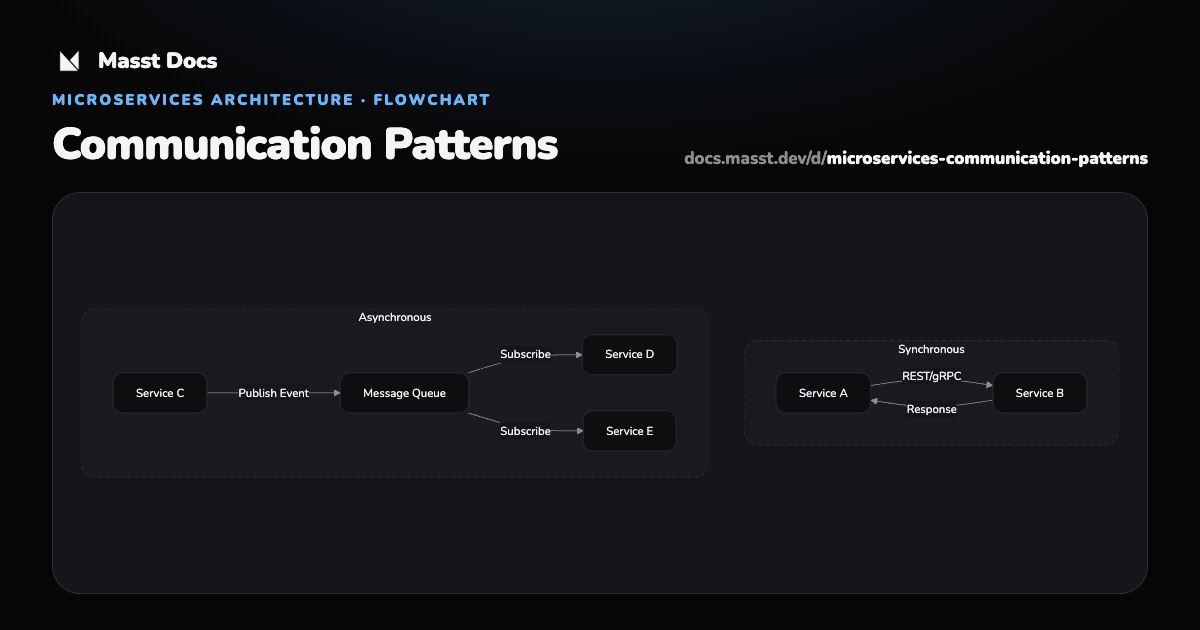 Masst Docs
MICROSERVICES ARCHITECTURE · FLOWCHART
Communication Patterns
docs.masst.dev/d/microservices-communication-patterns
Asynchronous
Service C
Publish Event
Message Queue
Subscribe
Service D
Subscribe
Service E
Synchronous
Service A
REST/gRPC
Response
Service B